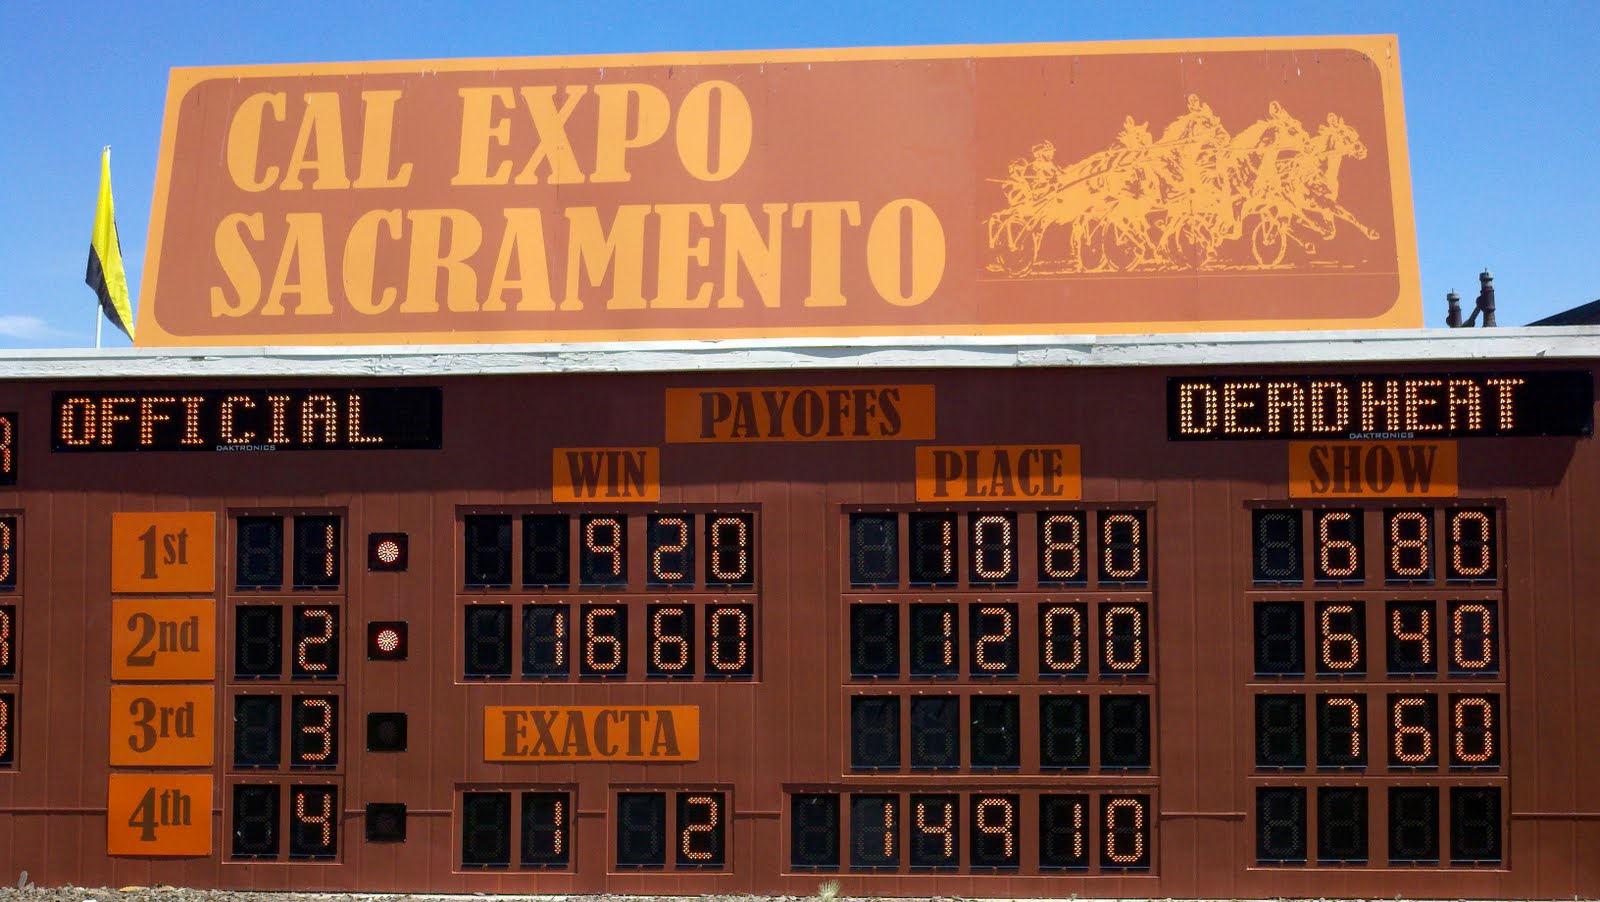 CAL EXPO
SACRAMENTO
OFFICIAL
PAYOFFS
DEADHEAT
DAKTRONICS
DAKTRONICS
WIN
PLACE
SHOW
1st 1 920 1080 680
2nd 2 1660 1200 640
3rd 3 760
EXACTA
4th 4 1 2 14910